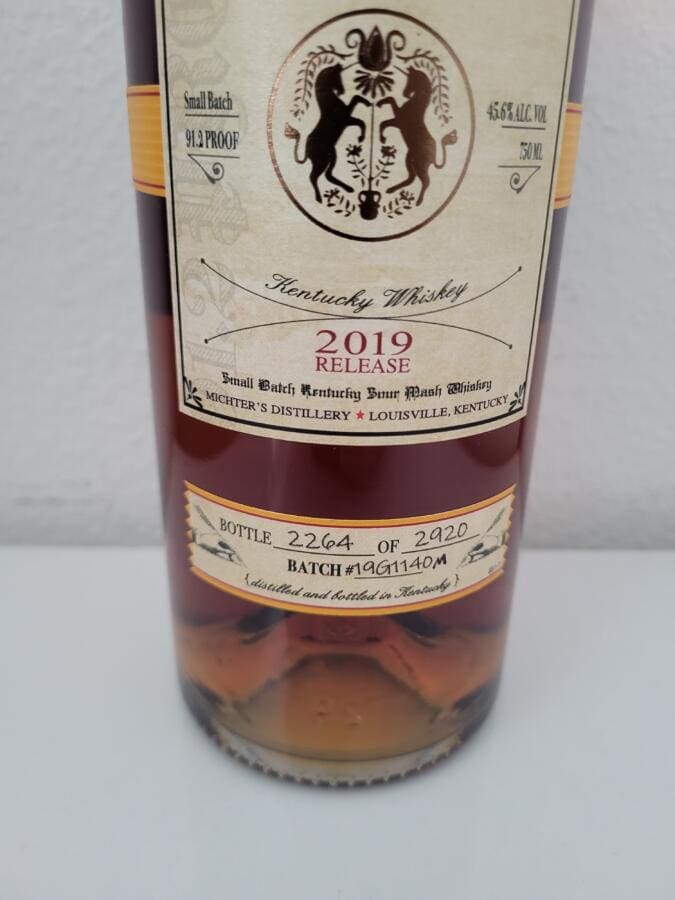 Small Batch
91.2 PROOF
45.6% ALC. VOL
750 ML
Kentucky Whiskey
2019
RELEASE
Small Batch Kentucky Sour Mash Whiskey
MICHTER'S DISTILLERY ★ LOUISVILLE, KENTUCKY
BOTTLE 2264 OF 2920
BATCH #19G1140M
{distilled and bottled in Kentucky}